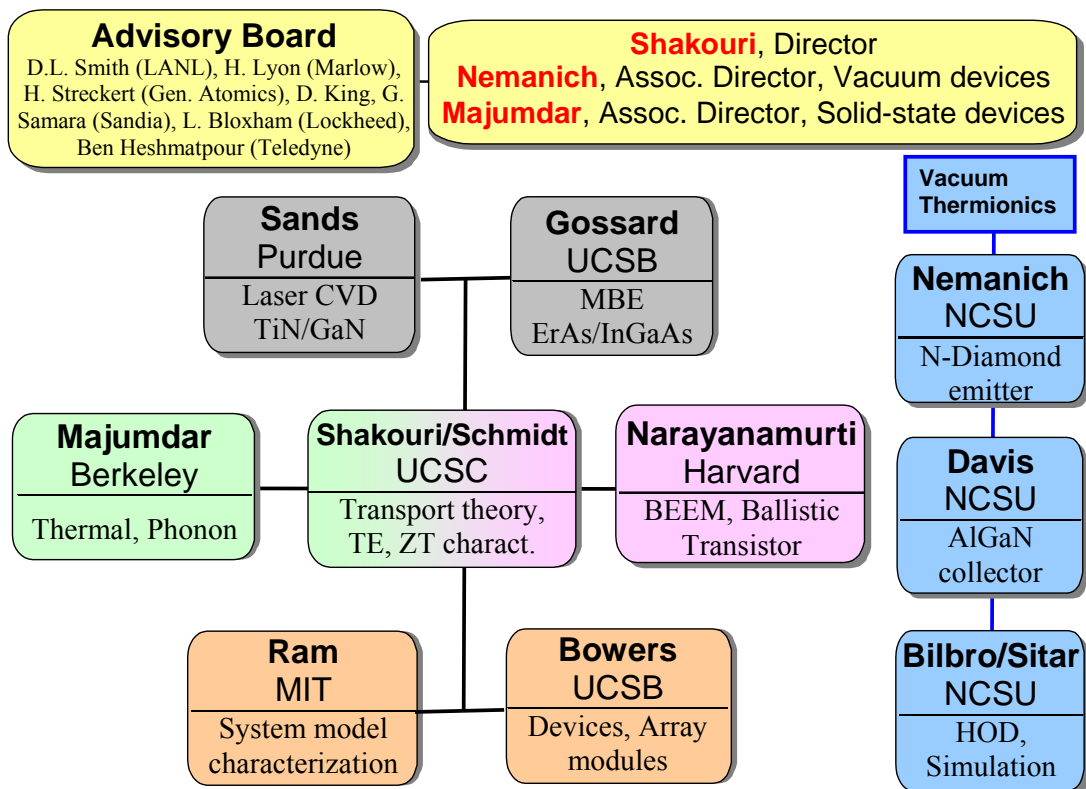 Advisory Board
D.L. Smith (LANL), H. Lyon (Marlow),
H. Streckert (Gen. Atomics), D. King, G.
Samara (Sandia), L. Bloxham (Lockheed),
Ben Heshmatpour (Teledyne)
Shakouri, Director
Nemanich, Assoc. Director, Vacuum devices
Majumdar, Assoc. Director, Solid-state devices
Sands
Purdue
Laser CVD
TiN/GaN
Gossard
UCSB
MBE
ErAs/InGaAs
Majumdar
Berkeley
Thermal, Phonon
Shakouri/Schmidt
UCSC
Transport theory,
TE, ZT charact.
Narayanamurti
Harvard
BEEM, Ballistic
Transistor
Ram
MIT
System model
characterization
Bowers
UCSB
Devices, Array
modules
Vacuum
Thermionics
Nemanich
NCSU
N-Diamond
emitter
Davis
NCSU
AlGaN
collector
Bilbro/Sitar
NCSU
HOD,
Simulation